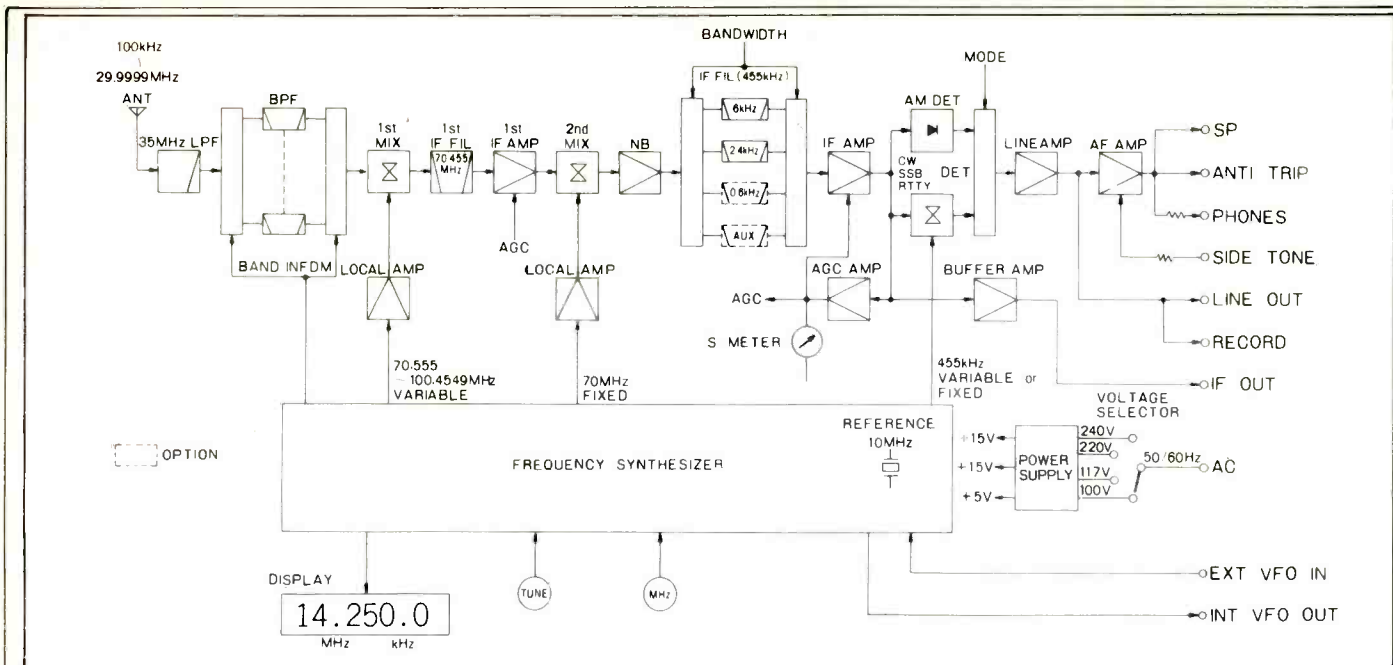 100kHz
~
29.9999MHz
ANT
35MHz LPF
BPF
BAND INFDM
1st
MIX
1st
IF FIL
70.455
MHz
1st
IF AMP
AGC
2nd
MIX
NB
BANDWIDTH
IF FIL (455kHz)
6kHz
2.4kHz
0.6kHz
AUX
IF AMP
AM DET
CW
SSB
RTTY
DET
MODE
LINE AMP
AF AMP
SP
ANTI TRIP
PHONES
SIDE TONE
LINE OUT
RECORD
IF OUT
LOCAL AMP
LOCAL AMP
AGC
AGC AMP
BUFFER AMP
S METER
70.555
~ 100.4549MHz
VARIABLE
70MHz
FIXED
455kHz
VARIABLE or
FIXED
OPTION
FREQUENCY SYNTHESIZER
REFERENCE
10MHz
VOLTAGE
SELECTOR
POWER
SUPPLY
+15V
+15V
+5V
240V
220V
117V
100V
50/60Hz
AC
DISPLAY
14.250.0
MHz kHz
TUNE
MHz
EXT VFO IN
INT VFO OUT